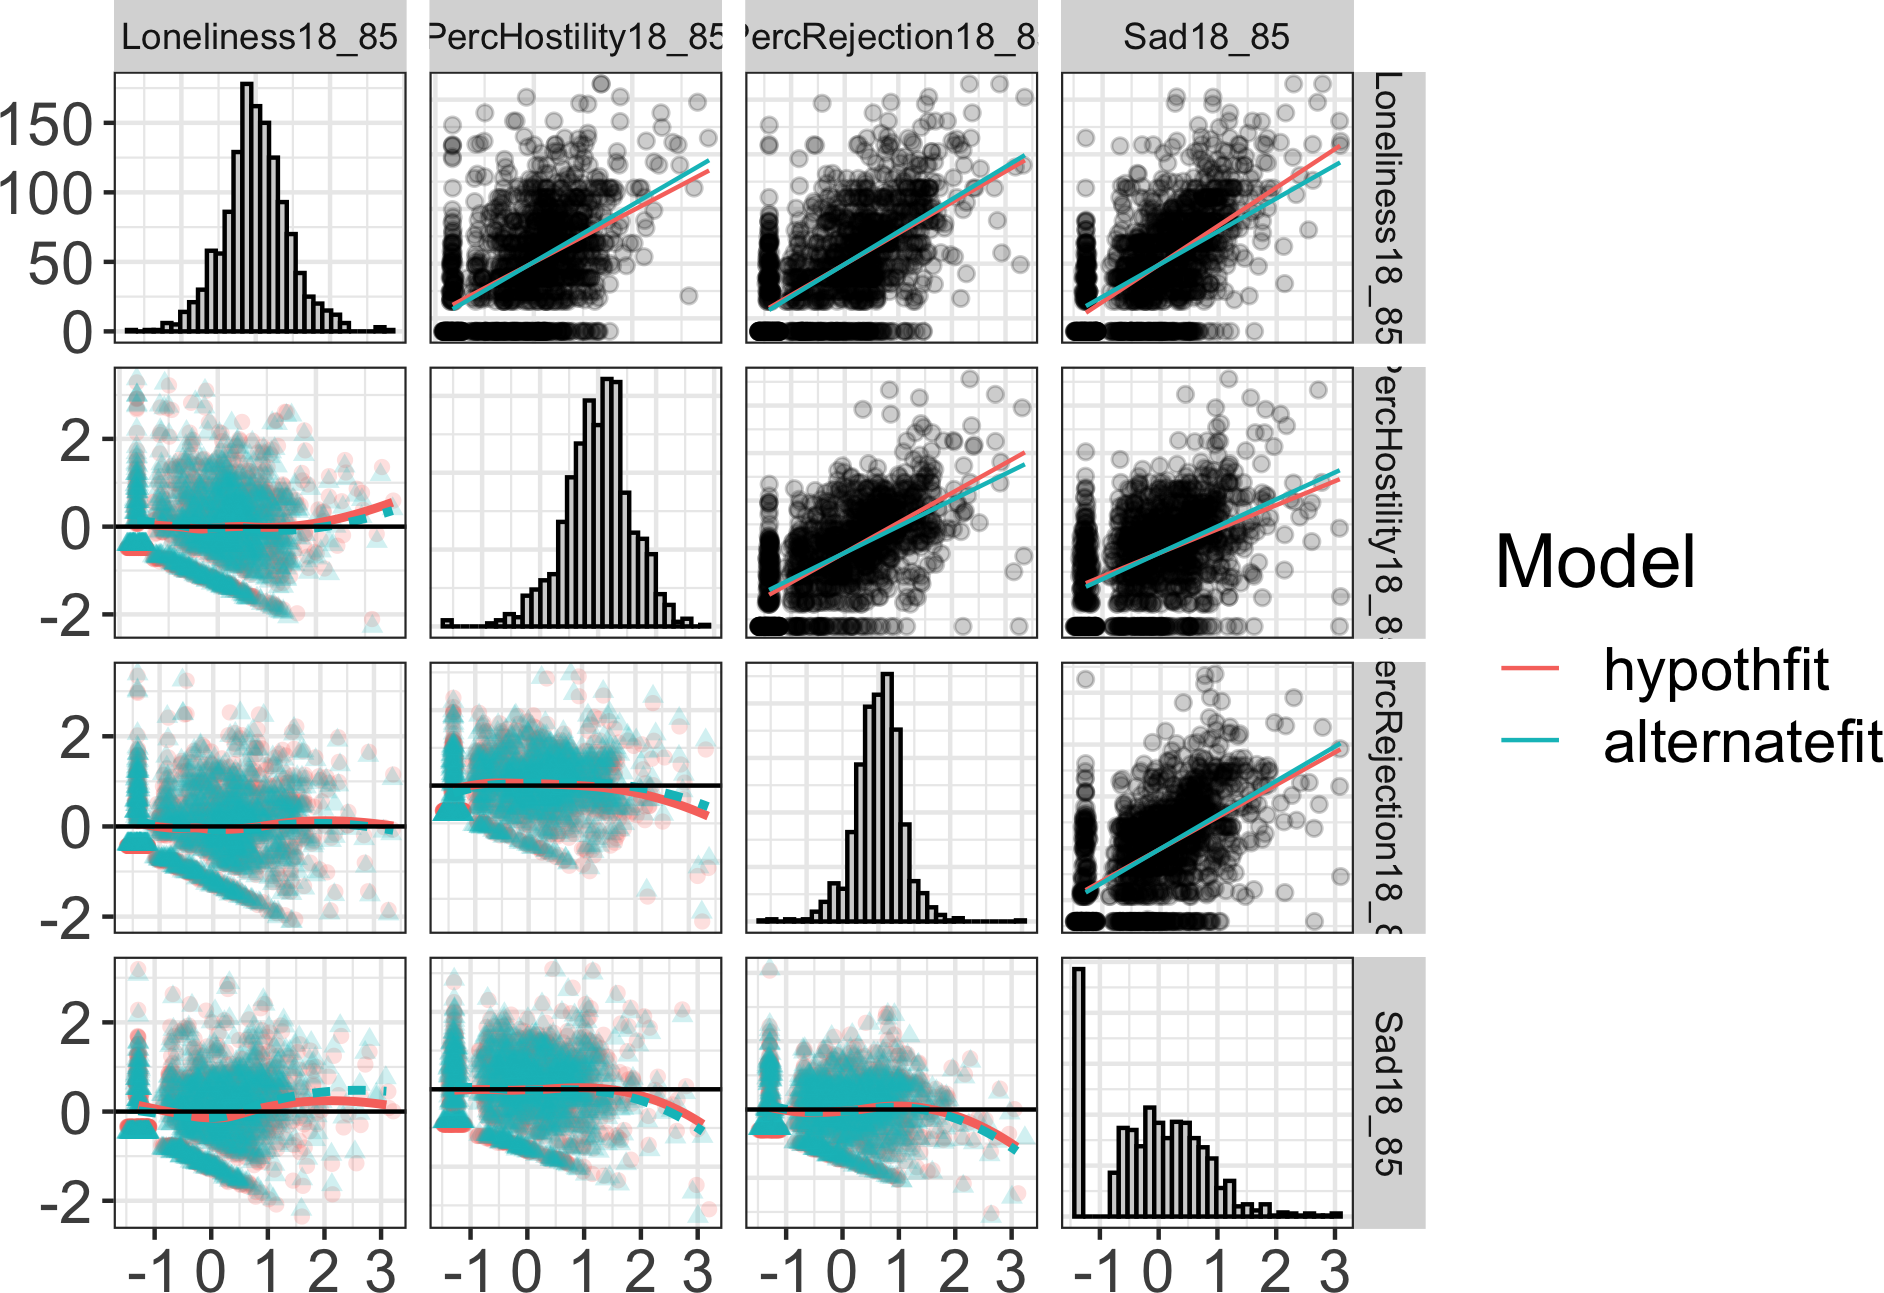 Loneliness18_85 PercHostility18_85 PercRejection18_8 Sad18_85
150
100
50
0
Loneliness18_85
2
0
-2
PercHostility18_8
2
0
-2
ercRejection18_8
2
0
-2
Sad18_85
-1 0 1 2 3 -1 0 1 2 3 -1 0 1 2 3 -1 0 1 2 3
Model
hypothfit
alternatefit